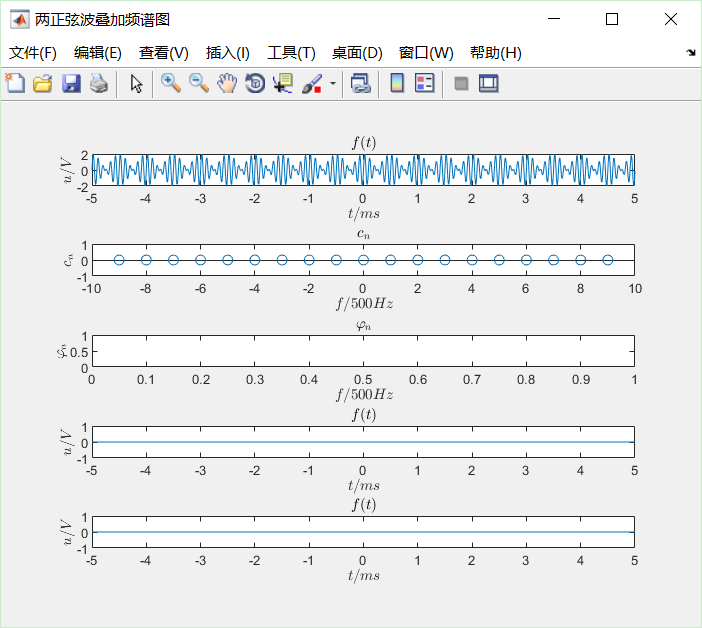 两正弦波叠加频谱图
文件(F) 编辑(E) 查看(V) 插入(I) 工具(T) 桌面(D) 窗口(W) 帮助(H)
f(t)
u/V
2
0
-2
-5 -4 -3 -2 -1 0 1 2 3 4 5
t/ms
c_n
c_n
1
0
-1
-10 -8 -6 -4 -2 0 2 4 6 8 10
f/500Hz
φ_n
φ_n
1
0.5
0
0 0.1 0.2 0.3 0.4 0.5 0.6 0.7 0.8 0.9 1
f/500Hz
f(t)
u/V
1
0
-1
-5 -4 -3 -2 -1 0 1 2 3 4 5
t/ms
f(t)
u/V
1
0
-1
-5 -4 -3 -2 -1 0 1 2 3 4 5
t/ms